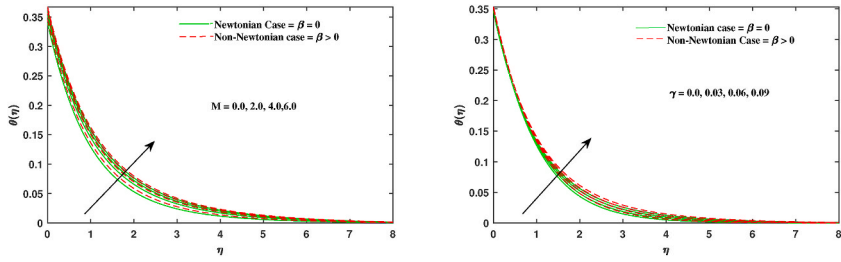 Newtonian Case = β = 0
Non-Newtonian case = β > 0
M = 0.0, 2.0, 4.0,6.0
θ(η)
0.35
0.3
0.25
0.2
0.15
0.1
0.05
0
0 1 2 3 4 5 6 7 8
η
Newtonian case = β = 0
Non-Newtonian Case = β > 0
γ = 0.0, 0.03, 0.06, 0.09
θ(η)
0.35
0.3
0.25
0.2
0.15
0.1
0.05
0
0 1 2 3 4 5 6 7 8
η